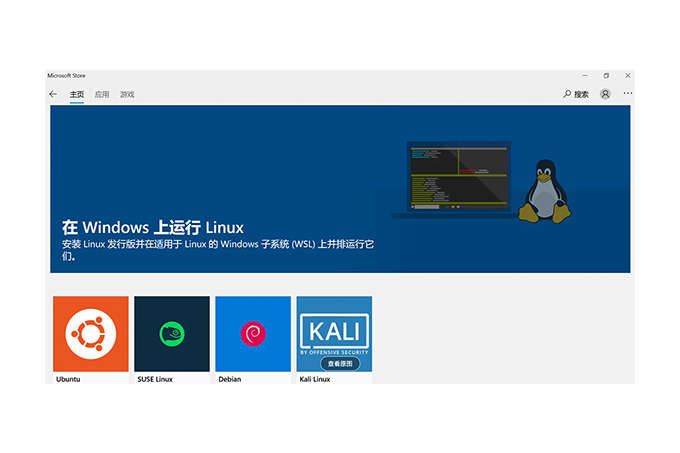 Microsoft Store
主页 应用 游戏 搜索
在 Windows 上运行 Linux
安装 Linux 发行版并在适用于 Linux 的 Windows 子系统 (WSL) 上并排运行它
们。
KALI
BY OFFENSIVE SECURITY
查看原图
Ubuntu SUSE Linux Debian Kali Linux